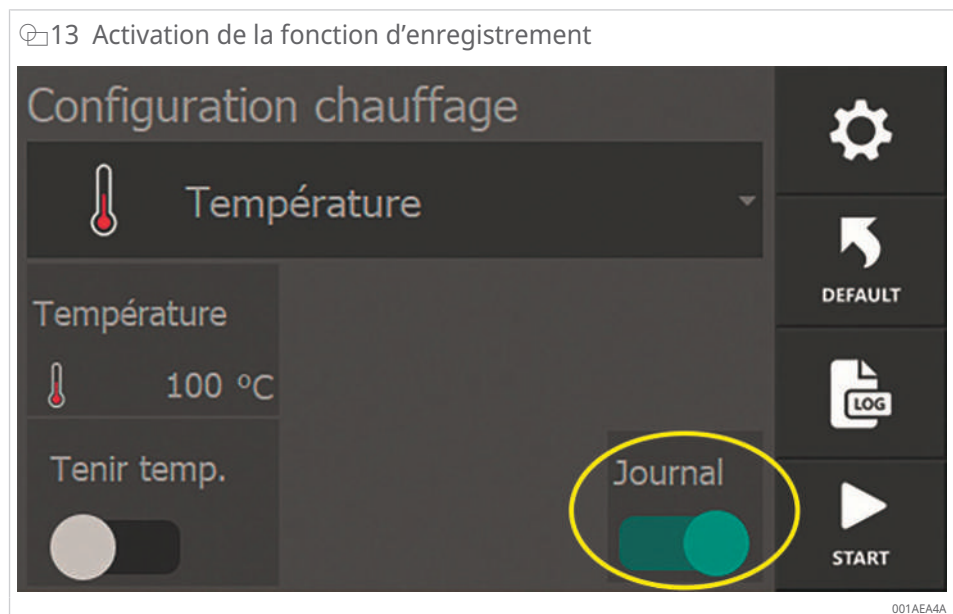 13 Activation de la fonction d’enregistrement
Configuration chauffage
Température
DEFAULT
Température
100 °C
LOG
Tenir temp.
Journal
START
001AEA4A